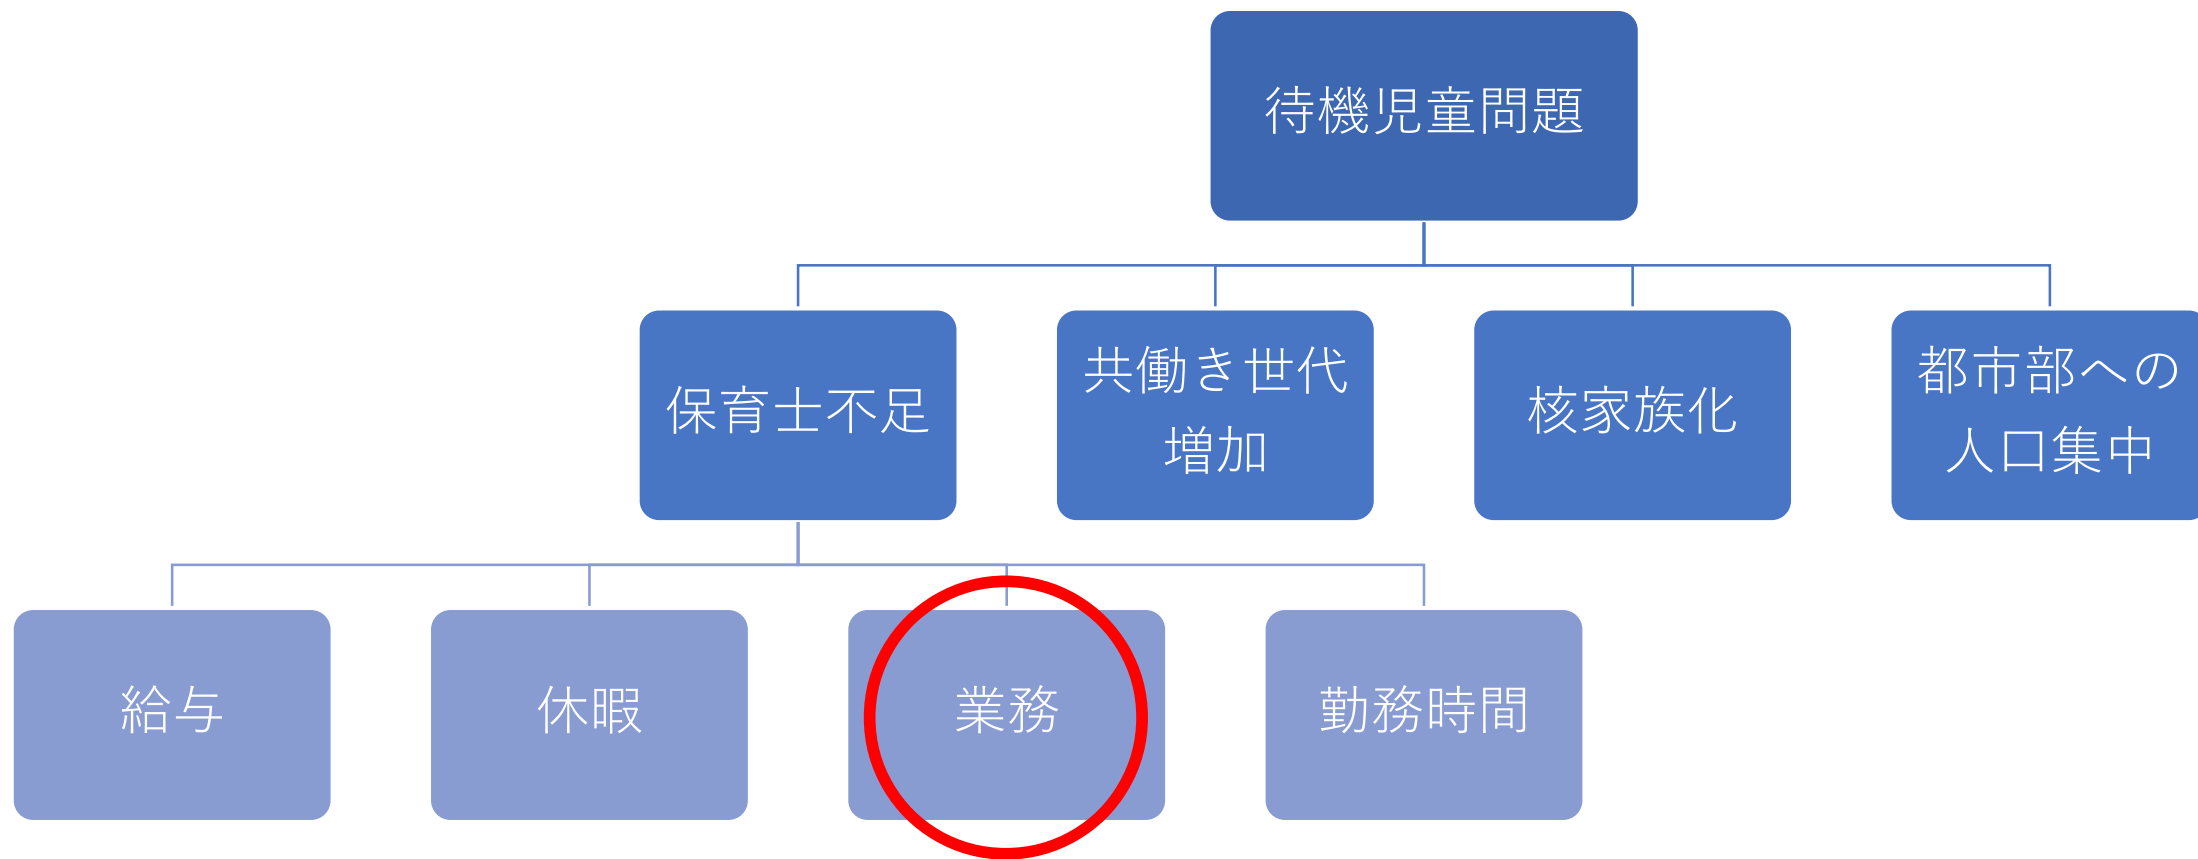 待機児童問題
保育士不足
共働き世代
増加
核家族化
都市部への
人口集中
給与
休暇
業務
勤務時間